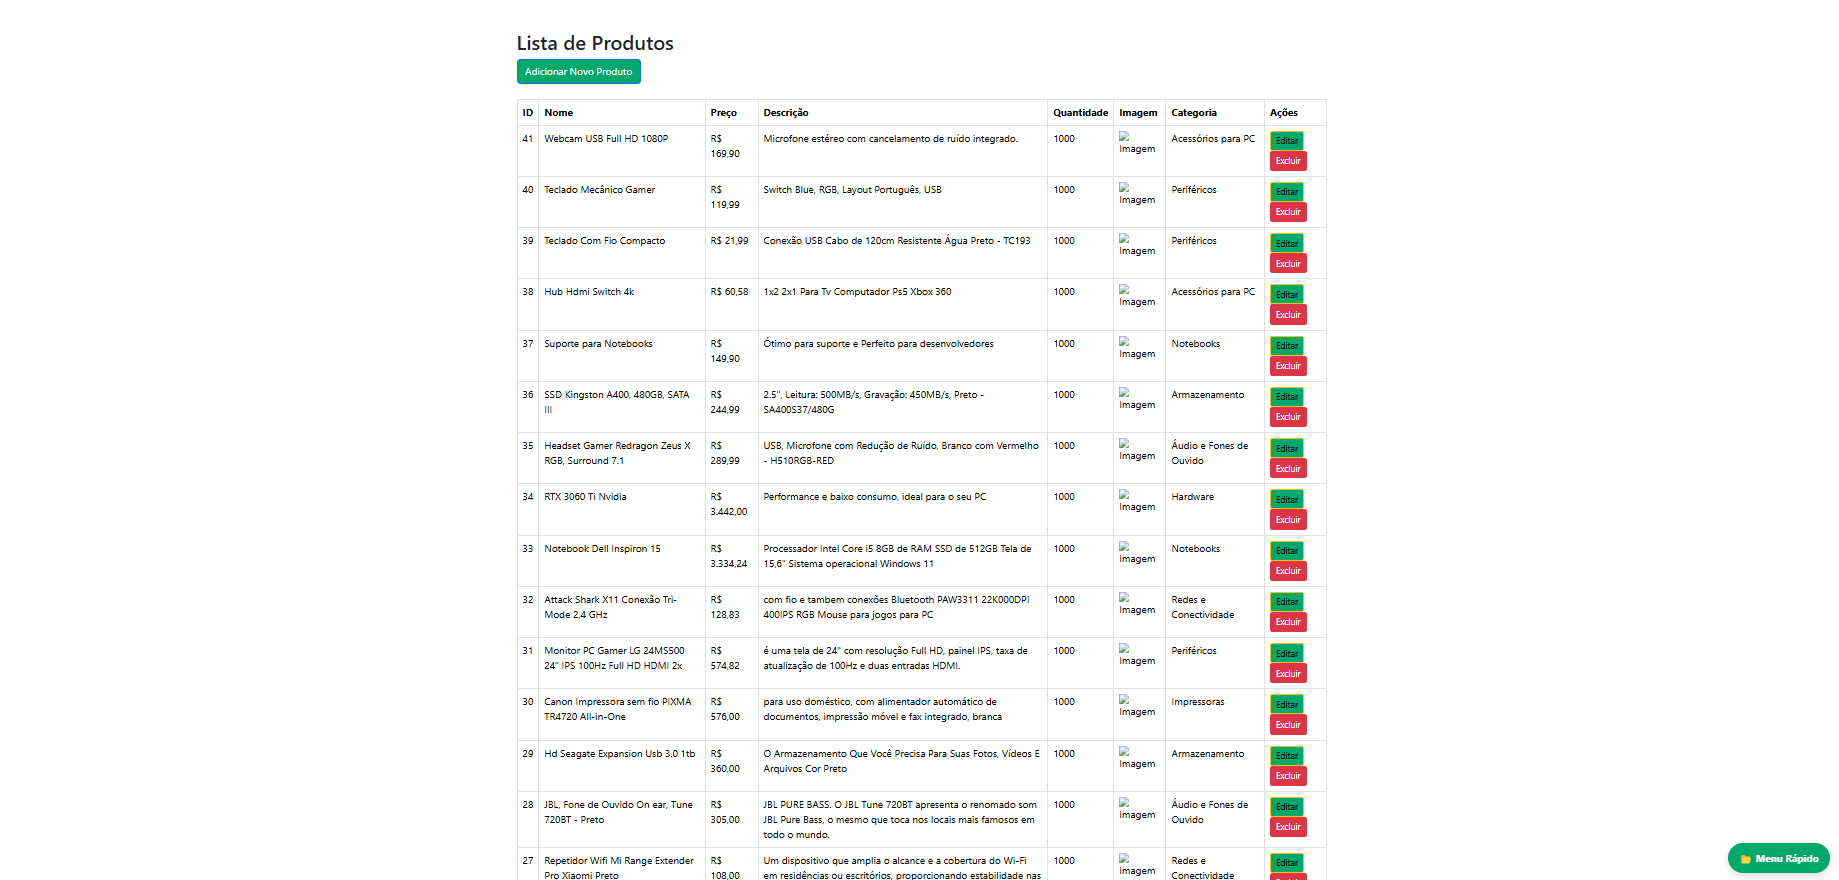 Lista de Produtos
Adicionar Novo Produto
ID Nome Preço Descrição Quantidade Imagem Categoria Ações
41 Webcam USB Full HD 1080P R$ 169,90 Microfone estéreo com cancelamento de ruído integrado. 1000 Imagem Acessórios para PC Editar Excluir
40 Teclado Mecânico Gamer R$ 119,99 Switch Blue, RGB, Layout Português, USB 1000 Imagem Periféricos Editar Excluir
39 Teclado Com Fio Compacto R$ 21,99 Conexão USB Cabo de 120cm Resistente Água Preto - TC193 1000 Imagem Periféricos Editar Excluir
38 Hub Hdmi Switch 4k R$ 60,58 1x2 2x1 Para Tv Computador Ps5 Xbox 360 1000 Imagem Acessórios para PC Editar Excluir
37 Suporte para Notebooks R$ 149,90 Ótimo para suporte e Perfeito para desenvolvedores 1000 Imagem Notebooks Editar Excluir
36 SSD Kingston A400, 480GB, SATA III R$ 244,99 2.5", Leitura: 500MB/s, Gravação: 450MB/s, Preto - SA400S37/480G 1000 Imagem Armazenamento Editar Excluir
35 Headset Gamer Redragon Zeus X RGB, Surround 7.1 R$ 289,99 USB, Microfone com Redução de Ruído, Branco com Vermelho - H510RGB-RED 1000 Imagem Áudio e Fones de Ouvido Editar Excluir
34 RTX 3060 Ti Nvidia R$ 3.442,00 Performance e baixo consumo, ideal para o seu PC 1000 Imagem Hardware Editar Excluir
33 Notebook Dell Inspiron 15 R$ 3.334,24 Processador Intel Core i5 8GB de RAM SSD de 512GB Tela de 15,6" Sistema operacional Windows 11 1000 Imagem Notebooks Editar Excluir
32 Attack Shark X11 Conexão Tri-Mode 2,4 GHz R$ 128,83 com fio e tambem conexões Bluetooth PAW3311 22K000DPI 400IPS RGB Mouse para jogos para PC 1000 Imagem Redes e Conectividade Editar Excluir
31 Monitor PC Gamer LG 24MS500 24” IPS 100Hz Full HD HDMI 2x R$ 574,82 é uma tela de 24" com resolução Full HD, painel IPS, taxa de atualização de 100Hz e duas entradas HDMI. 1000 Imagem Periféricos Editar Excluir
30 Canon Impressora sem fio PIXMA TR4720 All-in-One R$ 576,00 para uso doméstico, com alimentador automático de documentos, impressão móvel e fax integrado, branca 1000 Imagem Impressoras Editar Excluir
29 Hd Seagate Expansion Usb 3.0 1tb R$ 360,00 O Armazenamento Que Você Precisa Para Suas Fotos, Vídeos E Arquivos Cor Preto 1000 Imagem Armazenamento Editar Excluir
28 JBL, Fone de Ouvido On ear, Tune 720BT - Preto R$ 305,00 JBL PURE BASS. O JBL Tune 720BT apresenta o renomado som JBL Pure Bass, o mesmo que toca nos locais mais famosos em todo o mundo. 1000 Imagem Áudio e Fones de Ouvido Editar Excluir
27 Repetidor Wifi Mi Range Extender Pro Xiaomi Preto R$ 108,00 Um dispositivo que amplia o alcance e a cobertura do Wi-Fi em residências ou escritórios, proporcionando estabilidade nas 1000 Imagem Redes e Conectividade Editar
Menu Rápido